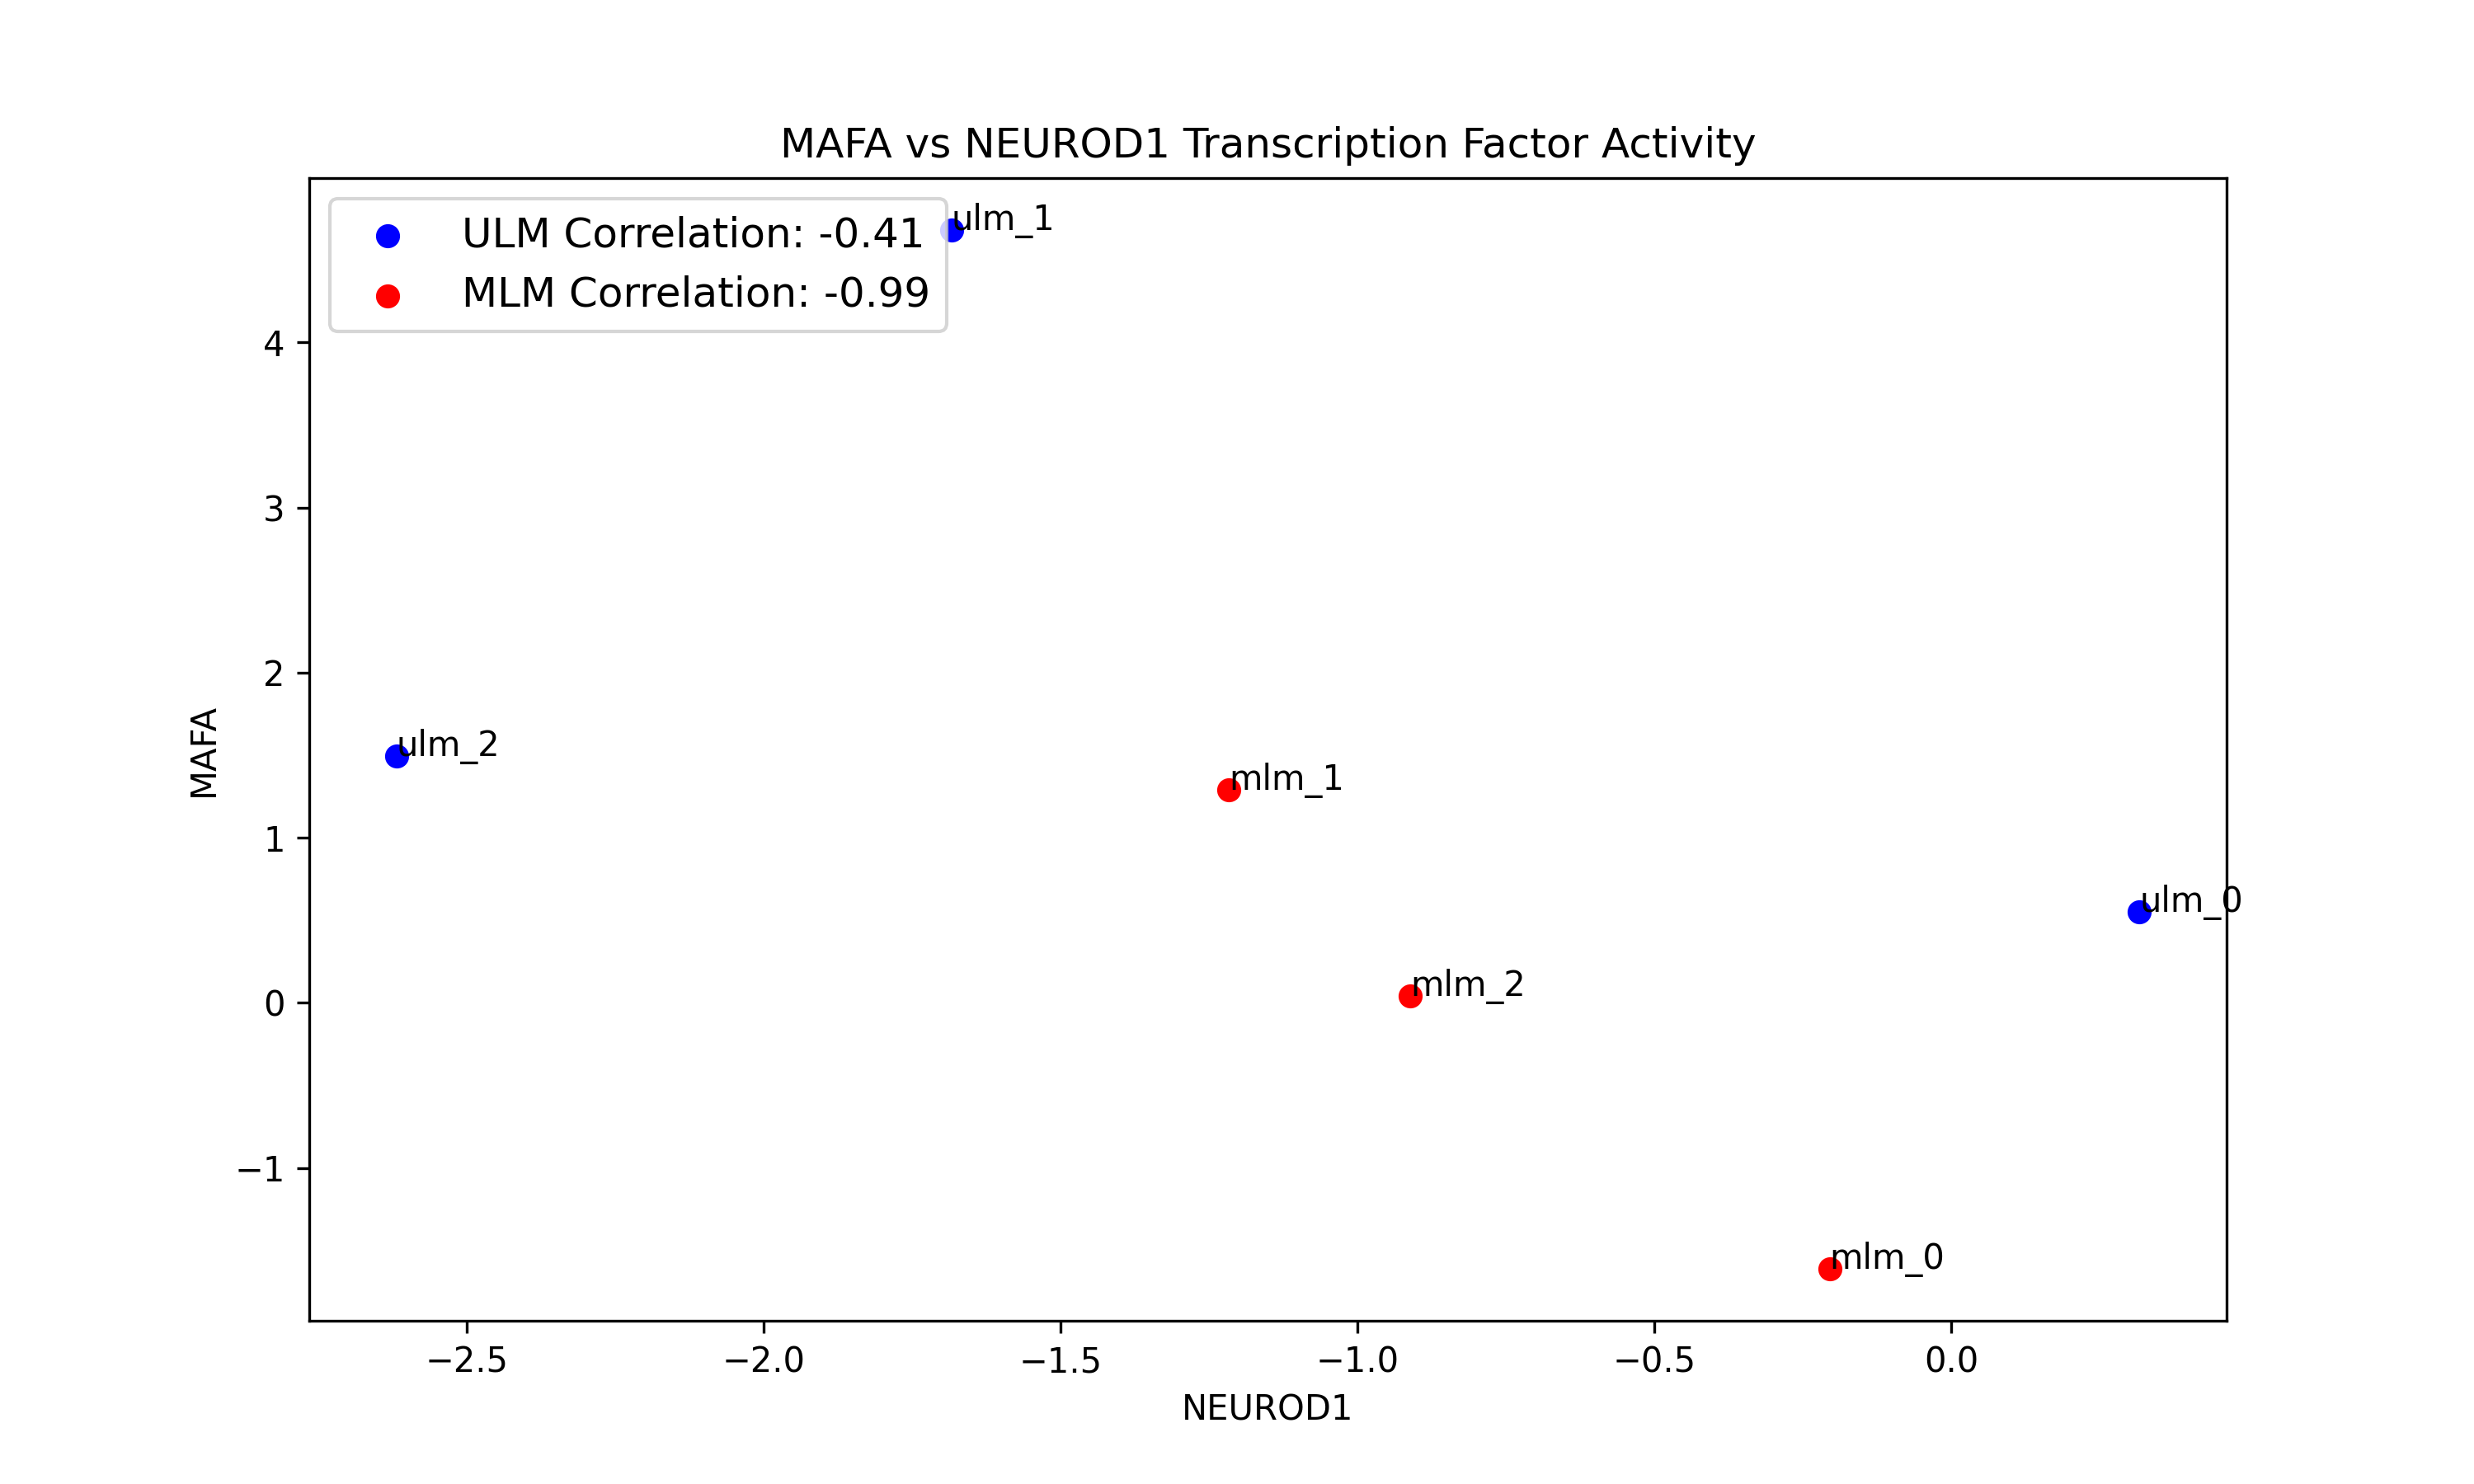 MAFA vs NEUROD1 Transcription Factor Activity
ULM Correlation: -0.41
MLM Correlation: -0.99
ulm_1
4
3
2
ulm_2
mlm_1
MAFA
1
ulm_0
mlm_2
0
−1
mlm_0
−2.5 −2.0 −1.5 −1.0 −0.5 0.0
NEUROD1